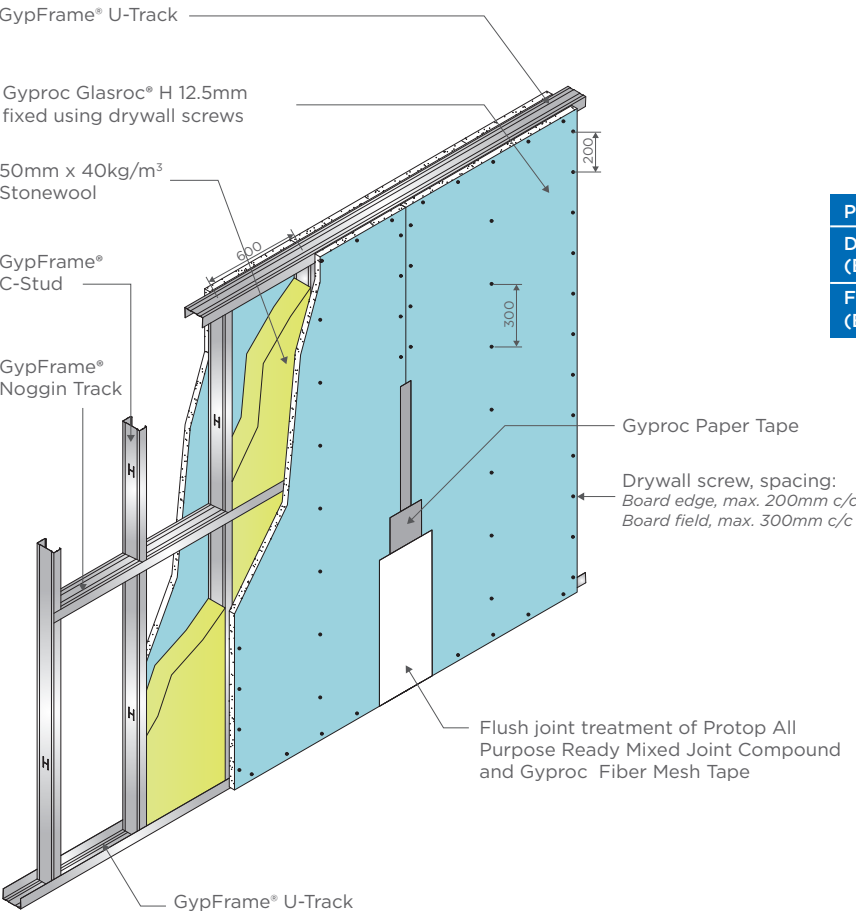 GypFrame® U-Track
Gyproc Glasroc® H 12.5mm
fixed using drywall screws
50mm x 40kg/m³
Stonewool
GypFrame®
C-Stud
GypFrame®
Noggin Track
600
200
300
H
H
H
H
P
D
(E
F
(E
Gyproc Paper Tape
Drywall screw, spacing:
Board edge, max. 200mm c/c
Board field, max. 300mm c/c
Flush joint treatment of Protop All
Purpose Ready Mixed Joint Compound
and Gyproc Fiber Mesh Tape
GypFrame® U-Track